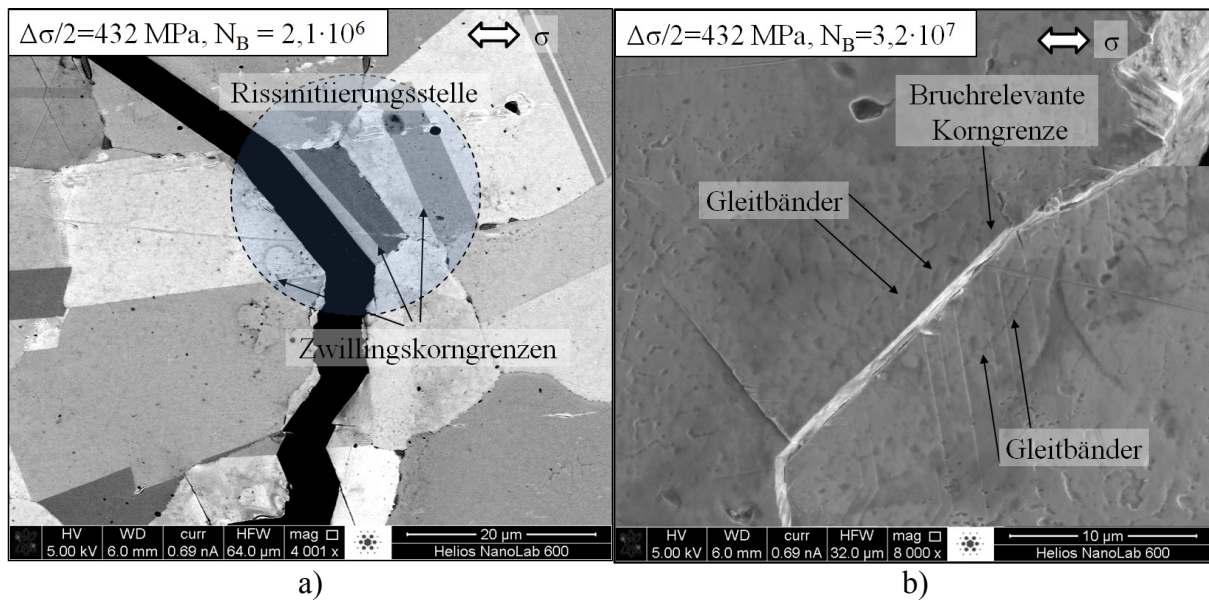 Δσ/2=432 MPa, N_B = 2,1·10⁶
σ
Rissinitiierungsstelle
Zwillingskorngrenzen
HV WD curr HFW mag □
5.00 kV 6.0 mm 0.69 nA 64.0 µm 4 001 x
20 µm
Helios NanoLab 600
a)
Δσ/2=432 MPa, N_B=3,2·10⁷
σ
Bruchrelevante
Korngrenze
Gleitbänder
Gleitbänder
HV WD curr HFW mag □
5.00 kV 6.0 mm 0.69 nA 32.0 µm 8 000 x
10 µm
Helios NanoLab 600
b)